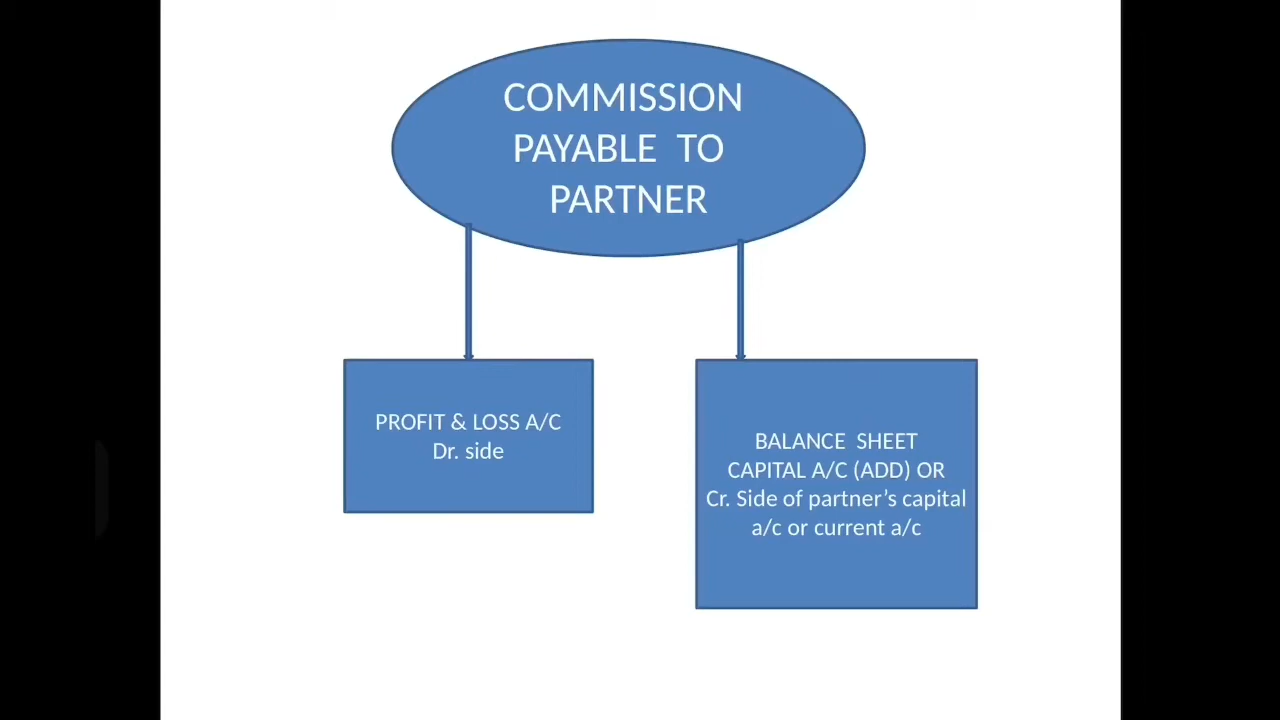 COMMISSION
PAYABLE TO
PARTNER
PROFIT & LOSS A/C
Dr. side
BALANCE SHEET
CAPITAL A/C (ADD) OR
Cr. Side of partner’s capital
a/c or current a/c